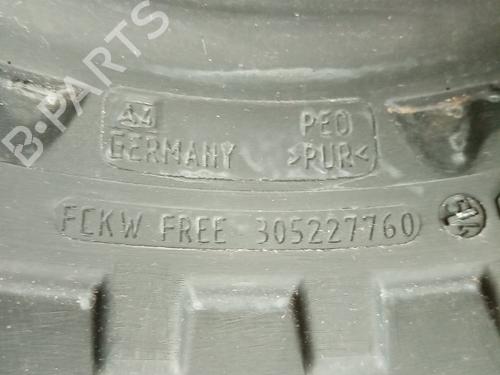 B-PARTS
PEO
GERMANY >PUR<
FCKW FREE 305227760